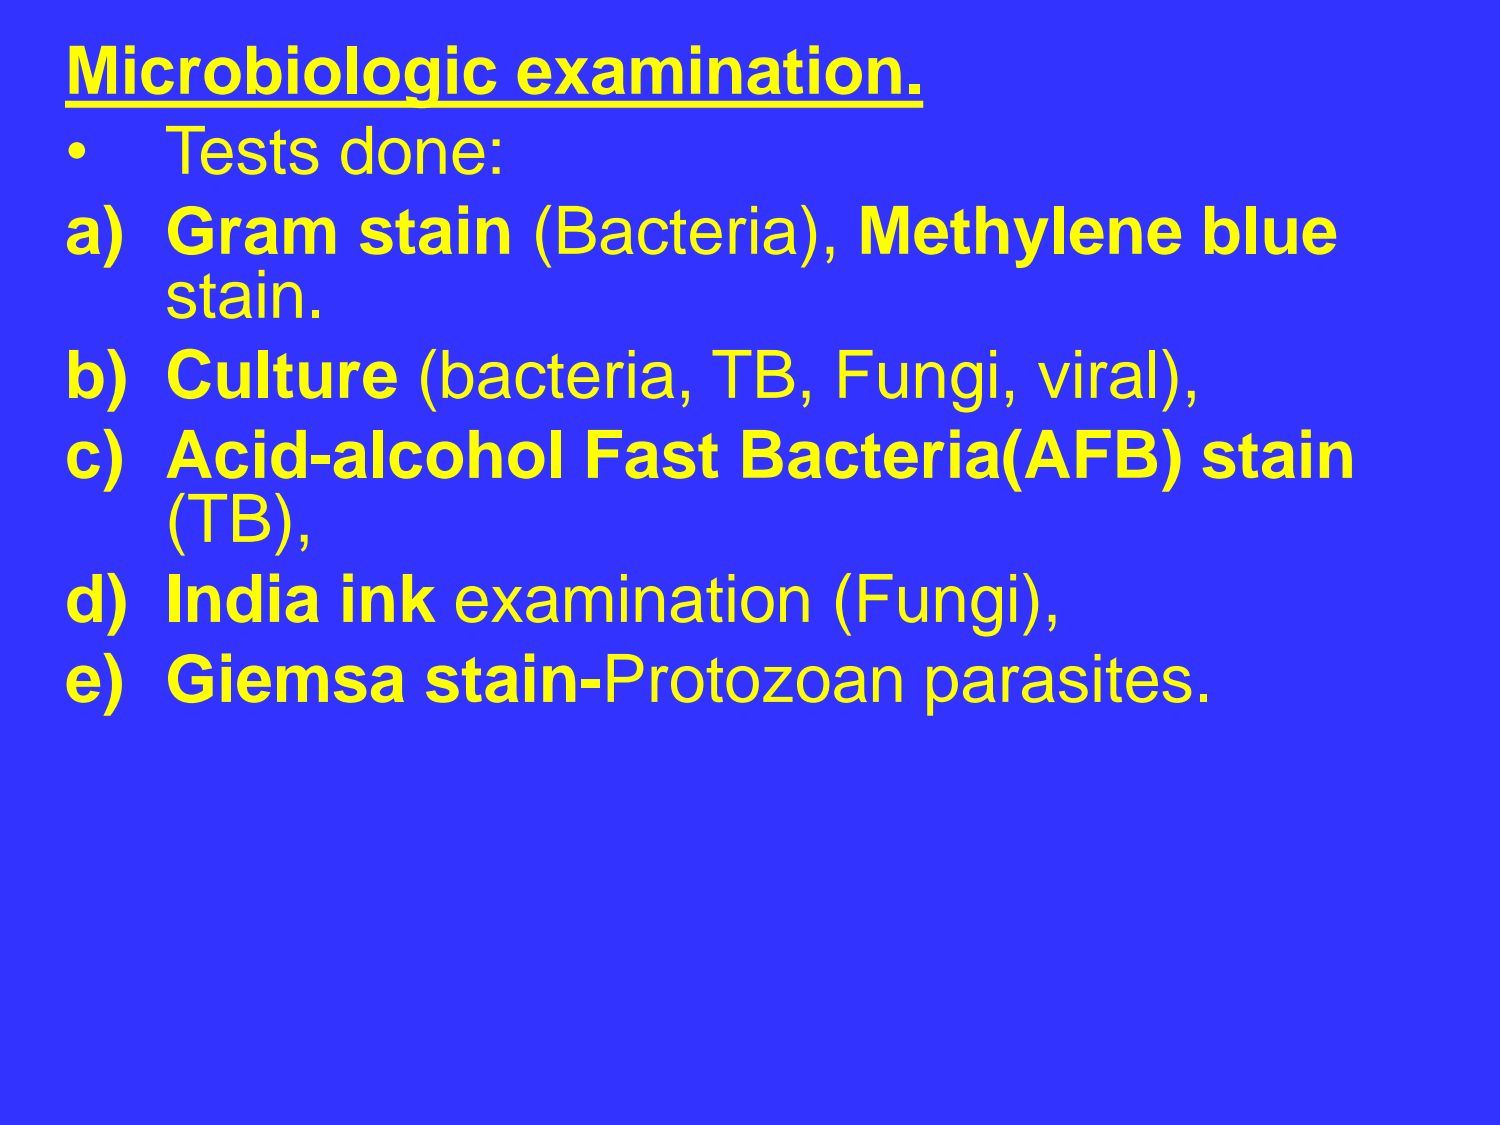 Microbiologic examination.
• Tests done:
a) Gram stain (Bacteria), Methylene blue
stain.
b) Culture (bacteria, TB, Fungi, viral),
c) Acid-alcohol Fast Bacteria(AFB) stain
(TB),
d) India ink examination (Fungi),
e) Giemsa stain-Protozoan parasites.